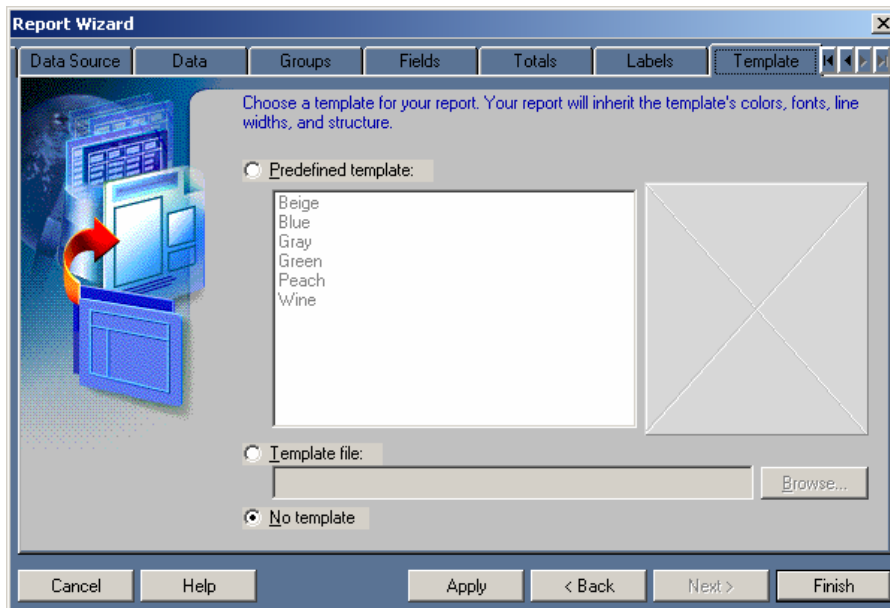 Report Wizard
Data Source Data Groups Fields Totals Labels Template
Choose a template for your report. Your report will inherit the template's colors, fonts, line
widths, and structure.
Predefined template:
Beige
Blue
Gray
Green
Peach
Wine
Template file:
Browse...
No template
Cancel Help Apply < Back Next > Finish